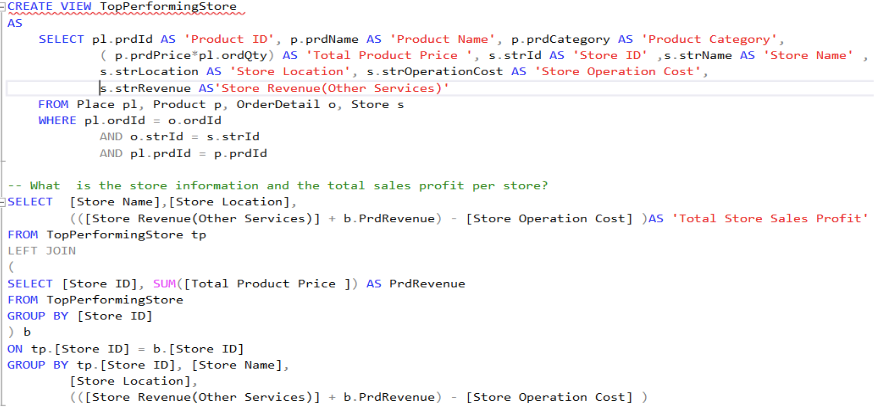 CREATE VIEW TopPerformingStore
AS
SELECT pl.prdId AS 'Product ID', p.prdName AS 'Product Name', p.prdCategory AS 'Product Category',
( p.prdPrice*pl.ordQty) AS 'Total Product Price ', s.strId AS 'Store ID' ,s.strName AS 'Store Name' ,
s.strLocation AS 'Store Location', s.strOperationCost AS 'Store Operation Cost',
s.strRevenue AS'Store Revenue(Other Services)'
FROM Place pl, Product p, OrderDetail o, Store s
WHERE pl.ordId = o.ordId
AND o.strId = s.strId
AND pl.prdId = p.prdId
-- What  is the store information and the total sales profit per store?
SELECT  [Store Name],[Store Location],
(([Store Revenue(Other Services)] + b.PrdRevenue) - [Store Operation Cost] )AS 'Total Store Sales Profit'
FROM TopPerformingStore tp
LEFT JOIN
(
SELECT [Store ID], SUM([Total Product Price ]) AS PrdRevenue
FROM TopPerformingStore
GROUP BY [Store ID]
) b
ON tp.[Store ID] = b.[Store ID]
GROUP BY tp.[Store ID], [Store Name],
[Store Location],
(([Store Revenue(Other Services)] + b.PrdRevenue) - [Store Operation Cost] )